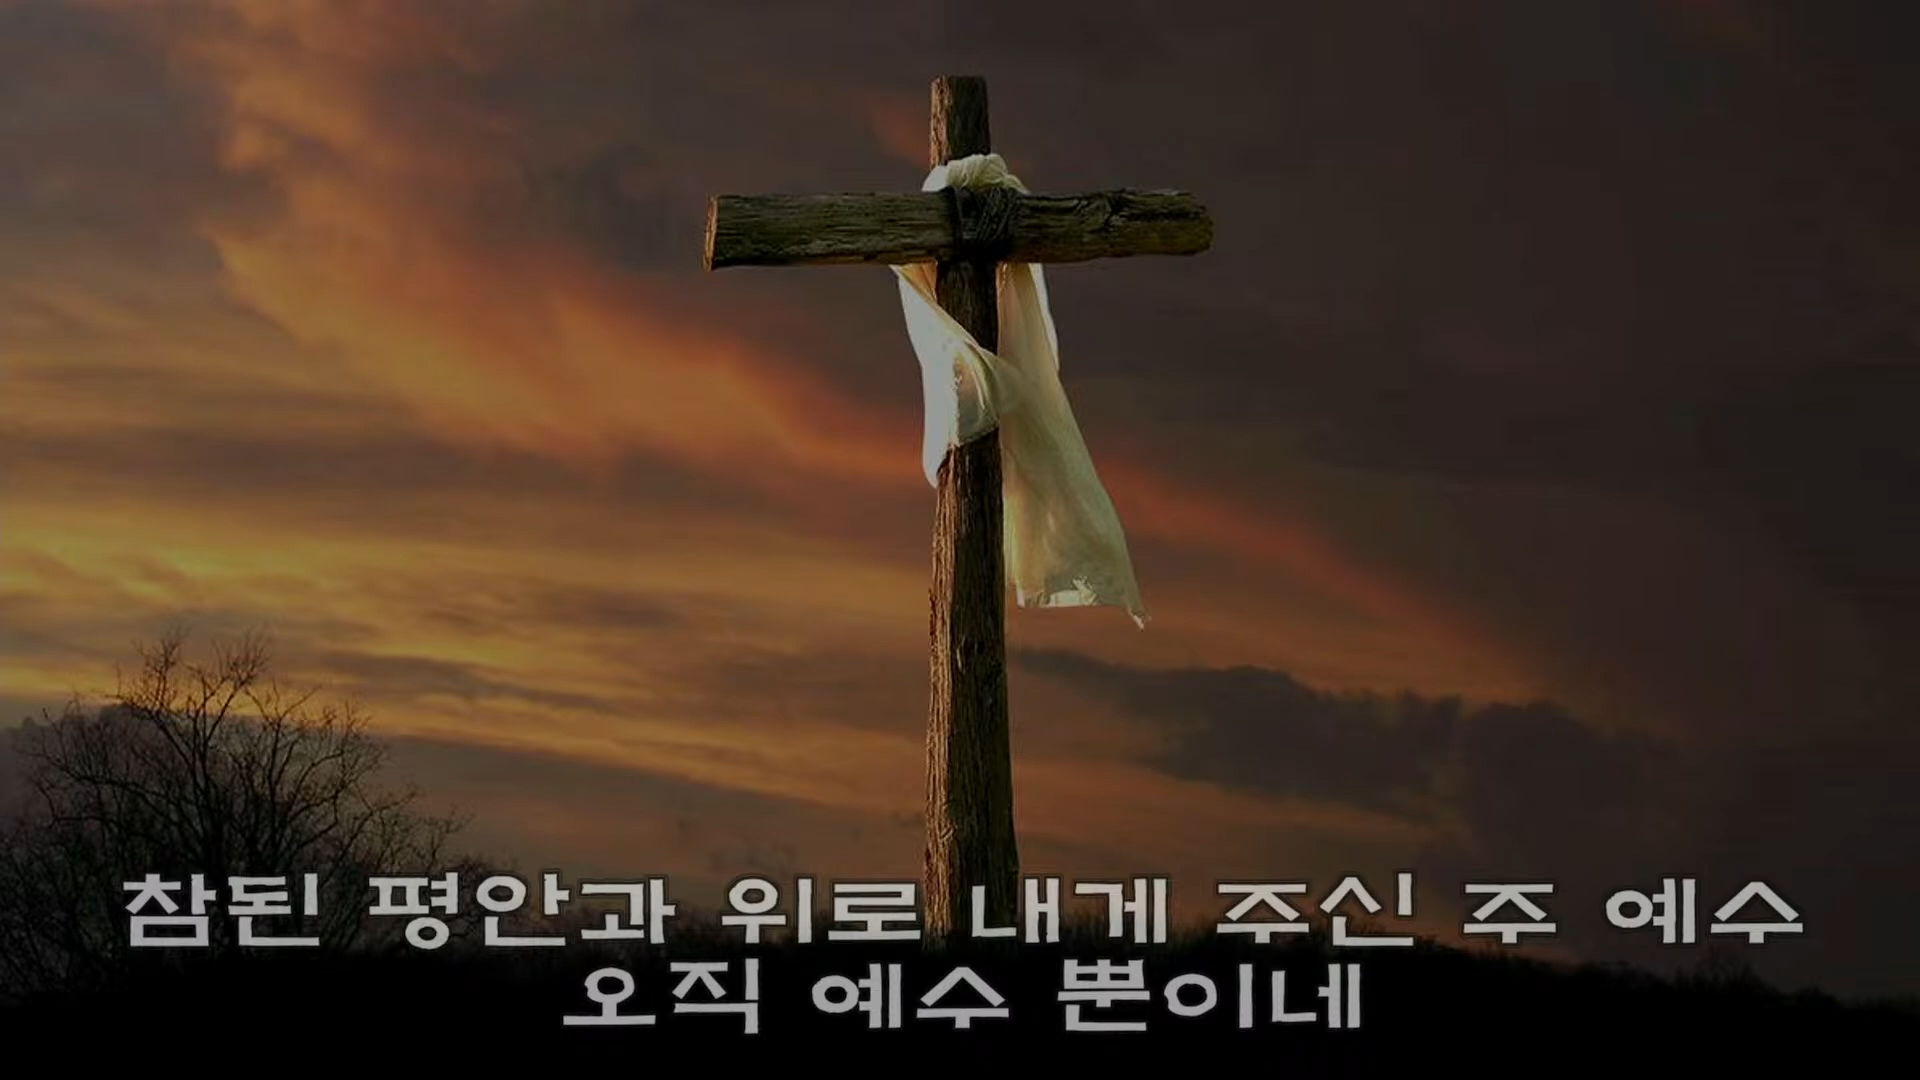 참된 평안과 위로 내게 주신 주 예수
오직 예수 뿐이네